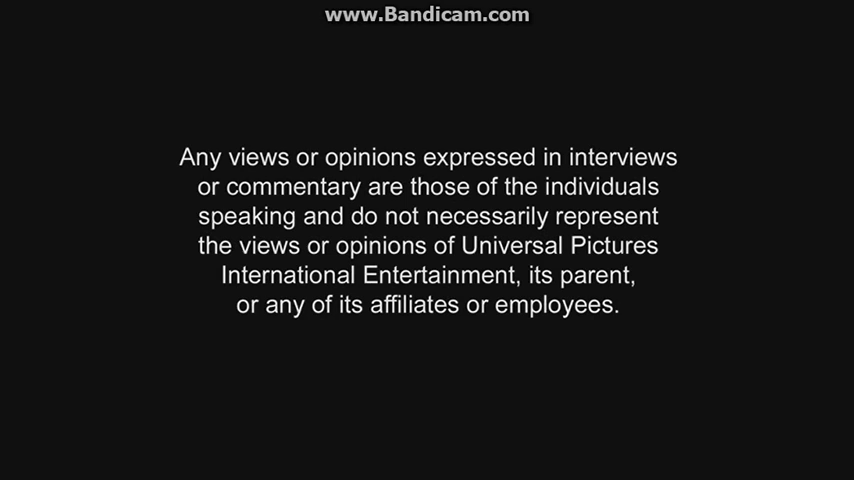 www.Bandicam.com
Any views or opinions expressed in interviews
or commentary are those of the individuals
speaking and do not necessarily represent
the views or opinions of Universal Pictures
International Entertainment, its parent,
or any of its affiliates or employees.